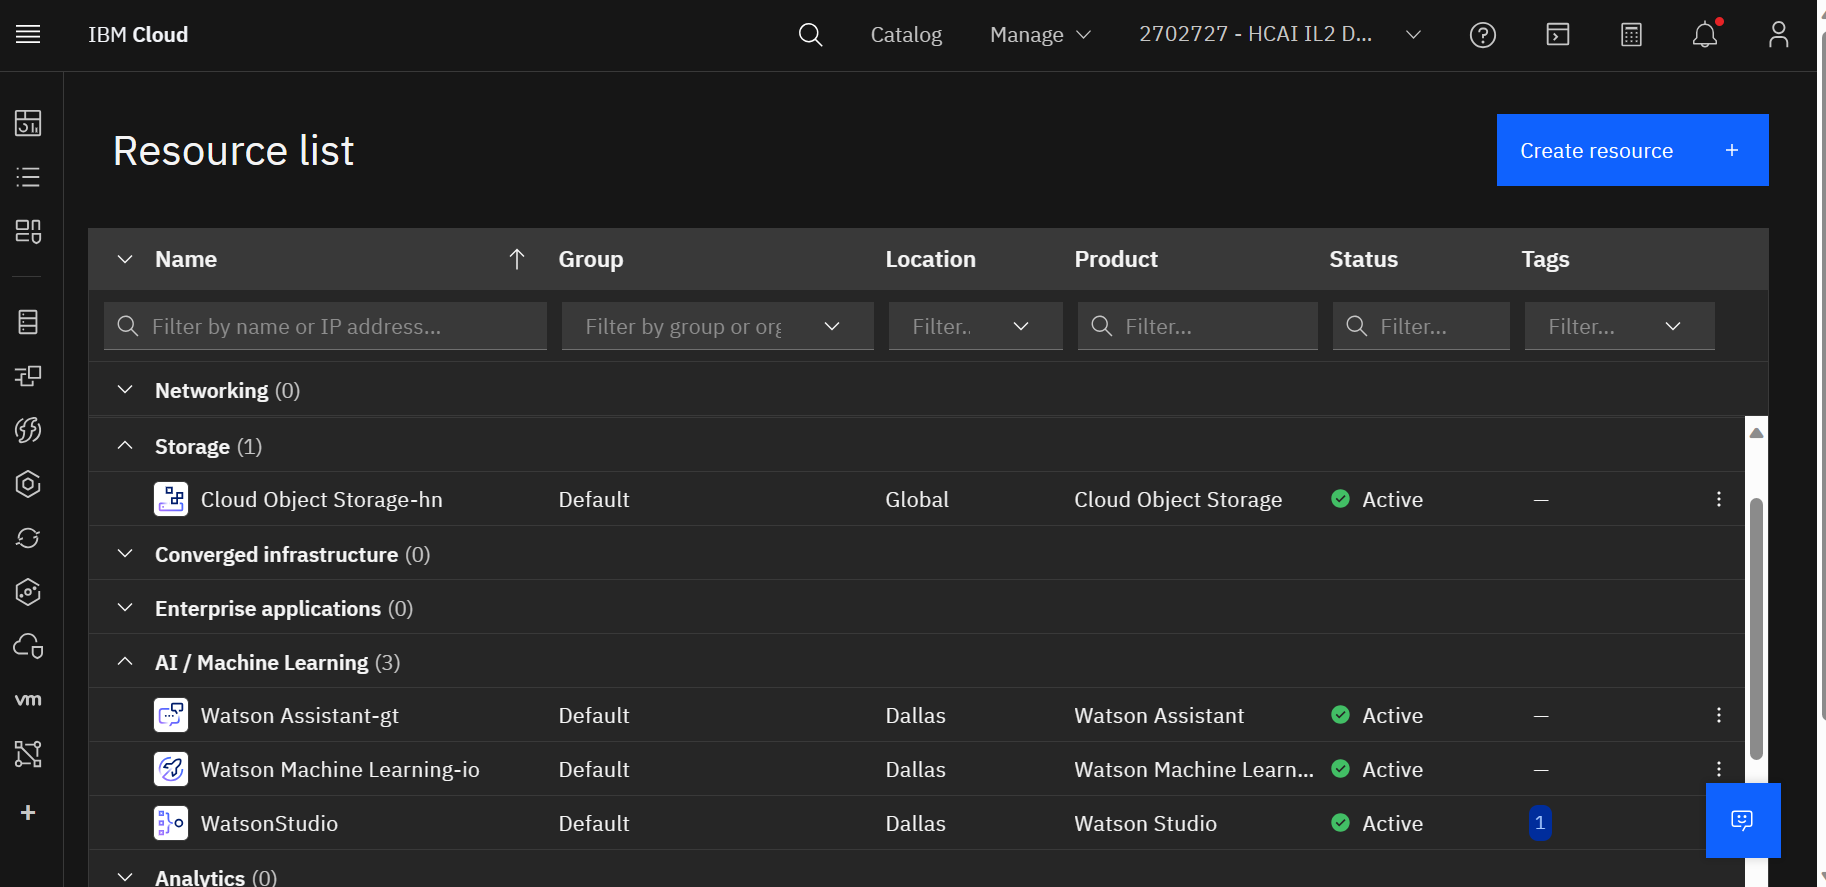 IBM Cloud
Catalog
Manage
2702727 - HCAI IL2 D...
Resource list
Create resource +
Name Group Location Product Status Tags
Filter by name or IP address... Filter by group or org Filter.. Filter... Filter... Filter...
Networking (0)
Storage (1)
Cloud Object Storage-hn Default Global Cloud Object Storage Active —
Converged infrastructure (0)
Enterprise applications (0)
AI / Machine Learning (3)
Watson Assistant-gt Default Dallas Watson Assistant Active —
Watson Machine Learning-io Default Dallas Watson Machine Learn... Active —
WatsonStudio Default Dallas Watson Studio Active 1
Analytics (0)
vm